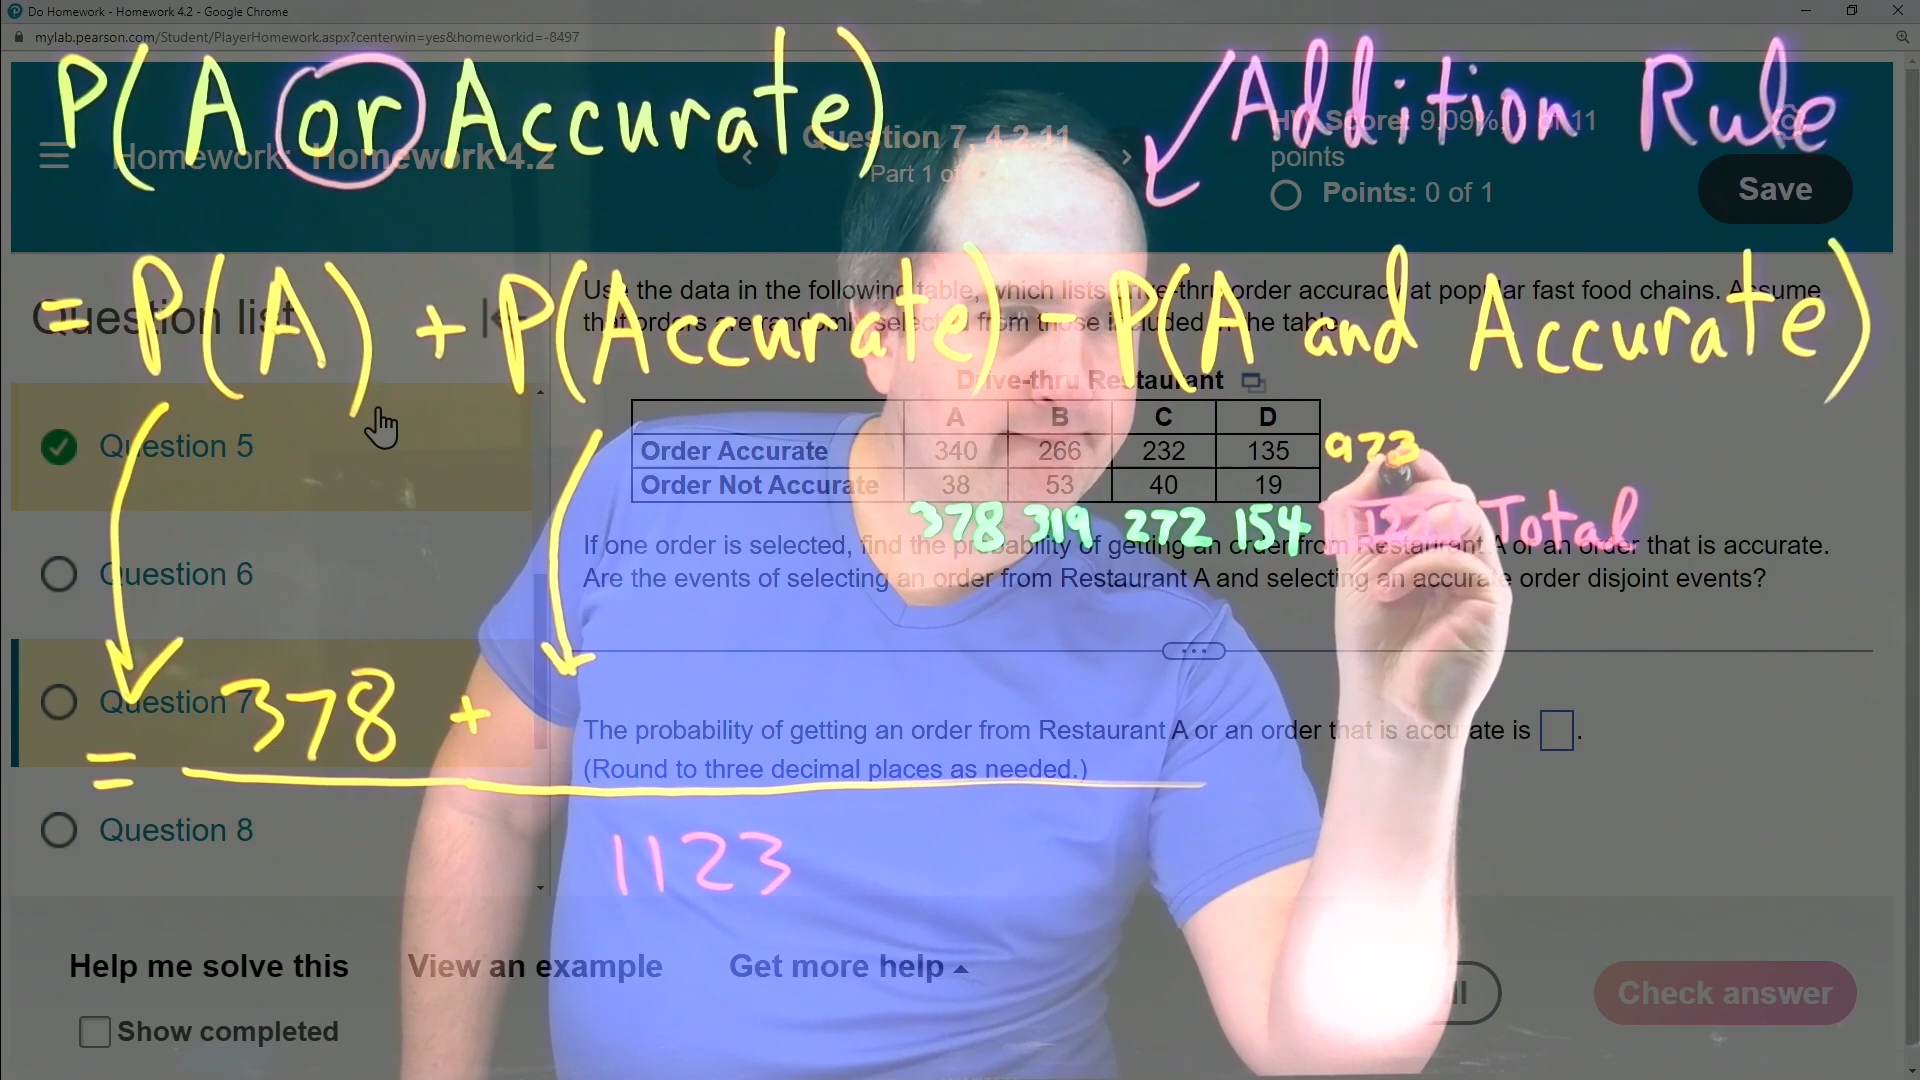 Do Homework - Homework 4.2 - Google Chrome
mylab.pearson.com/Student/PlayerHomework.aspx?centerwin=yes&homeworkid=-8497
P(A or Accurate)
Addition Rule
Homework: Homework 4.2
Question 7, 4.2.11
Part 1 of
HW Score: 9.09%, of 11
points
Points: 0 of 1
Save
= P(A) + P(Accurate) - P(A and Accurate)
Question list
Use the data in the following table, which lists drive-thru order accuracy at popular fast food chains. Assume
that orders are randomly selected from those included in the table.
Drive-thru Restaurant
A B C D
Order Accurate 340 266 232 135 973
Order Not Accurate 38 53 40 19
378 319 272 154 1123 Total
If one order is selected, find the probability of getting an order from Restaurant A or an order that is accurate.
Are the events of selecting an order from Restaurant A and selecting an accurate order disjoint events?
Question 5
Question 6
Question 7
Question 8
= 378 +
1123
The probability of getting an order from Restaurant A or an order that is accurate is .
(Round to three decimal places as needed.)
Help me solve this
View an example
Get more help
Check answer
Show completed